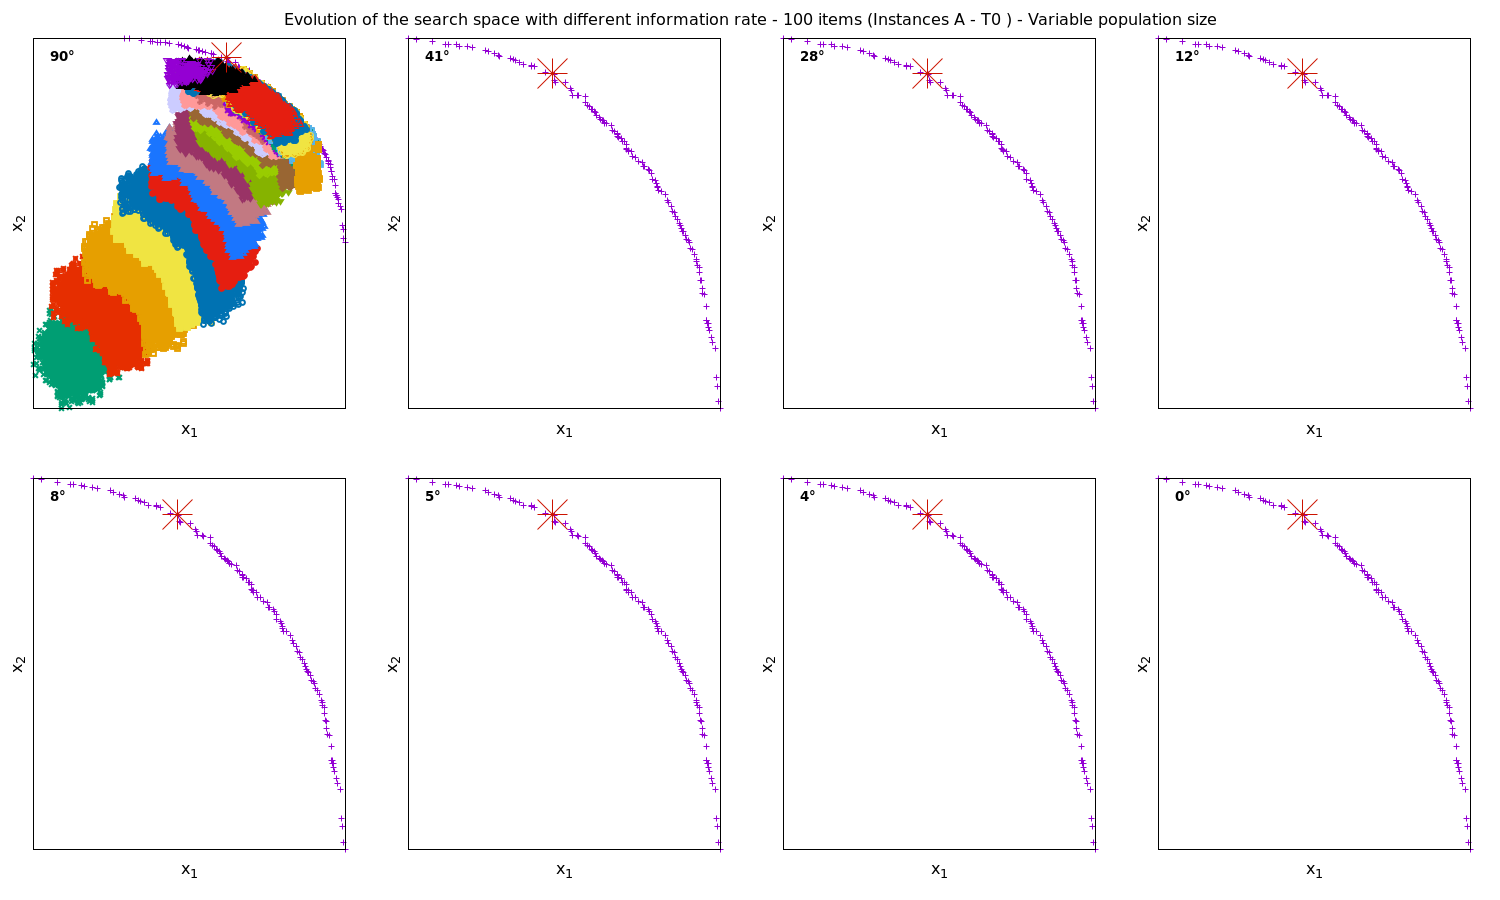 Evolution of the search space with different information rate - 100 items (Instances A - T0 ) - Variable population size
90°
41°
28°
12°
x2
x2
x2
x2
x1
x1
x1
x1
8°
5°
4°
0°
x2
x2
x2
x2
x1
x1
x1
x1